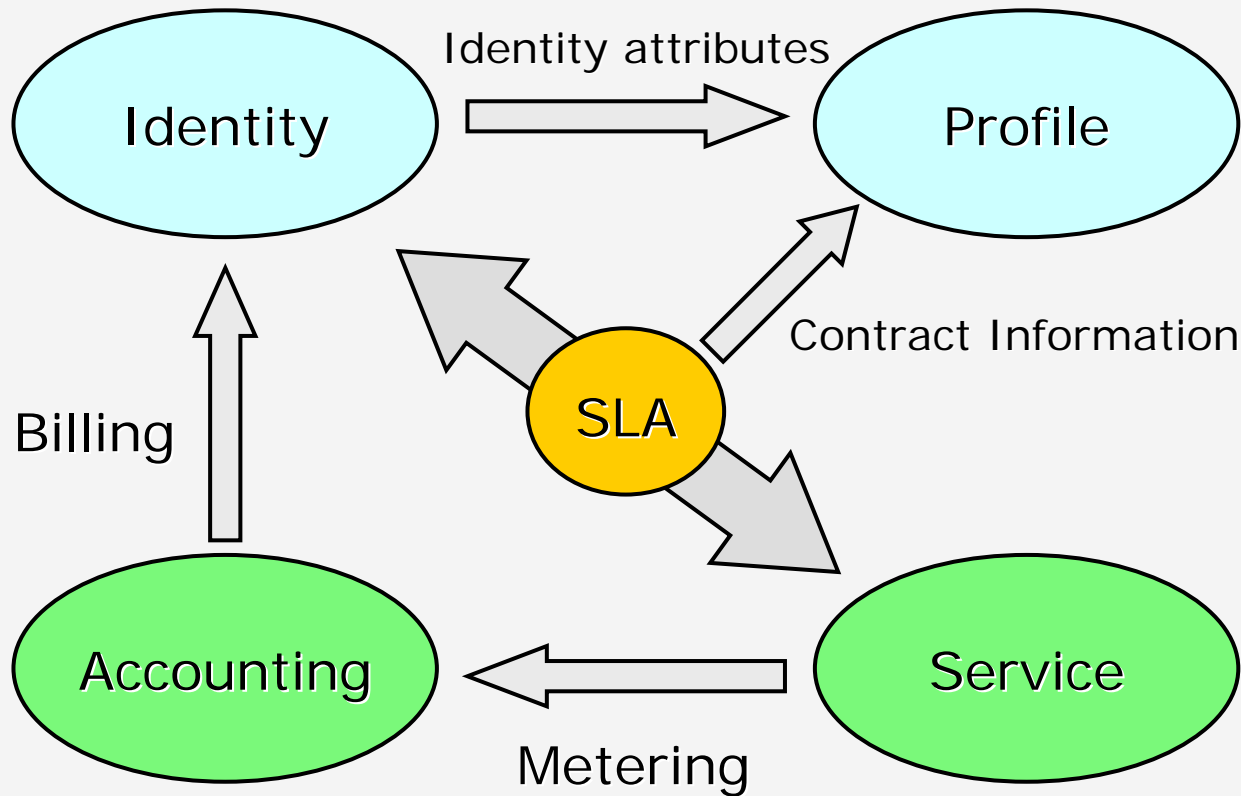 Identity attributes
Identity
Profile
Contract Information
SLA
Billing
Accounting
Service
Metering